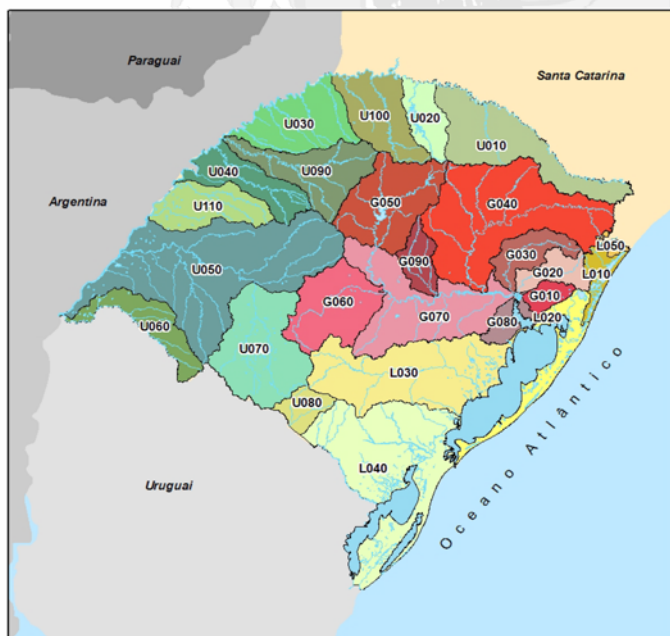 Paraguai
Santa Catarina
Argentina
Uruguai
Oceano Atlântico
U030
U100
U020
U010
U040
U090
U110
G050
G040
U050
G090
G030
L050
G020
L010
G060
G010
G070
G080
L020
U060
U070
L030
U080
L040